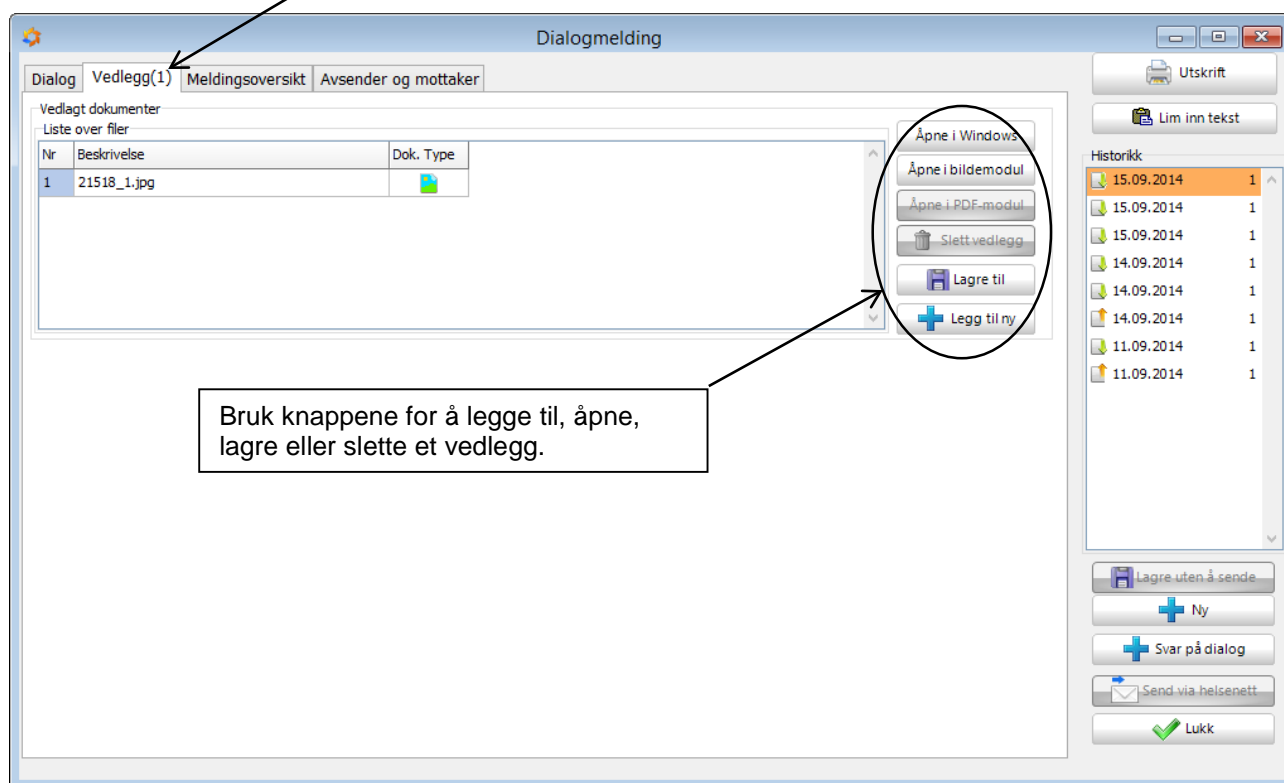 Dialogmelding
Dialog Vedlegg(1) Meldingsoversikt Avsender og mottaker
Vedlagt dokumenter
Liste over filer
Nr Beskrivelse Dok. Type
1 21518_1.jpg
Åpne i Windows
Åpne i bildemodul
Åpne i PDF-modul
Slett vedlegg
Lagre til
Legg til ny
Bruk knappene for å legge til, åpne,
lagre eller slette et vedlegg.
Utskrift
Lim inn tekst
Historikk
15.09.2014 1
15.09.2014 1
15.09.2014 1
14.09.2014 1
14.09.2014 1
14.09.2014 1
11.09.2014 1
11.09.2014 1
Lagre uten å sende
Ny
Svar på dialog
Send via helsenett
Lukk